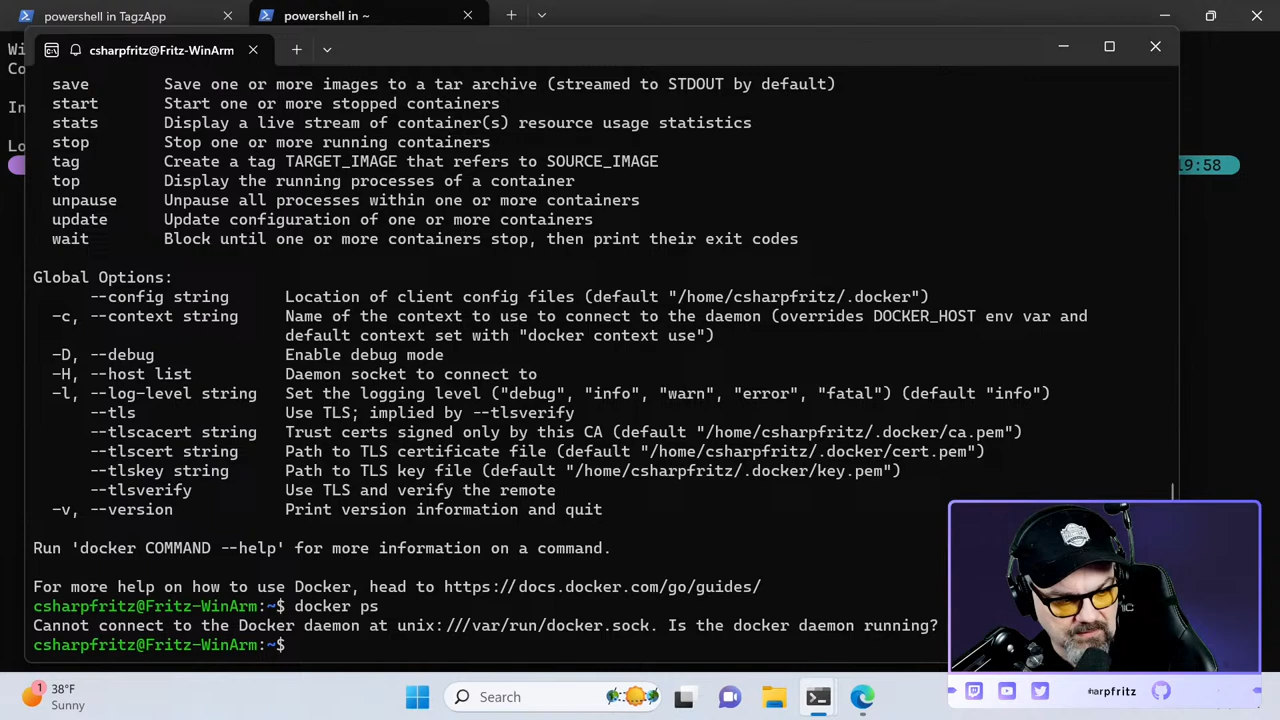 powershell in TagzApp
powershell in ~
Wi
Co
In
Lo
19:58
csharpfritz@Fritz-WinArm
save Save one or more images to a tar archive (streamed to STDOUT by default)
start Start one or more stopped containers
stats Display a live stream of container(s) resource usage statistics
stop Stop one or more running containers
tag Create a tag TARGET_IMAGE that refers to SOURCE_IMAGE
top Display the running processes of a container
unpause Unpause all processes within one or more containers
update Update configuration of one or more containers
wait Block until one or more containers stop, then print their exit codes
Global Options:
--config string Location of client config files (default "/home/csharpfritz/.docker")
-c, --context string Name of the context to use to connect to the daemon (overrides DOCKER_HOST env var and
default context set with "docker context use")
-D, --debug Enable debug mode
-H, --host list Daemon socket to connect to
-l, --log-level string Set the logging level ("debug", "info", "warn", "error", "fatal") (default "info")
--tls Use TLS; implied by --tlsverify
--tlscacert string Trust certs signed only by this CA (default "/home/csharpfritz/.docker/ca.pem")
--tlscert string Path to TLS certificate file (default "/home/csharpfritz/.docker/cert.pem")
--tlskey string Path to TLS key file (default "/home/csharpfritz/.docker/key.pem")
--tlsverify Use TLS and verify the remote
-v, --version Print version information and quit
Run 'docker COMMAND --help' for more information on a command.
For more help on how to use Docker, head to https://docs.docker.com/go/guides/
csharpfritz@Fritz-WinArm:~$ docker ps
Cannot connect to the Docker daemon at unix:///var/run/docker.sock. Is the docker daemon running?
csharpfritz@Fritz-WinArm:~$
harpfritz
1
38°F
Sunny
Search